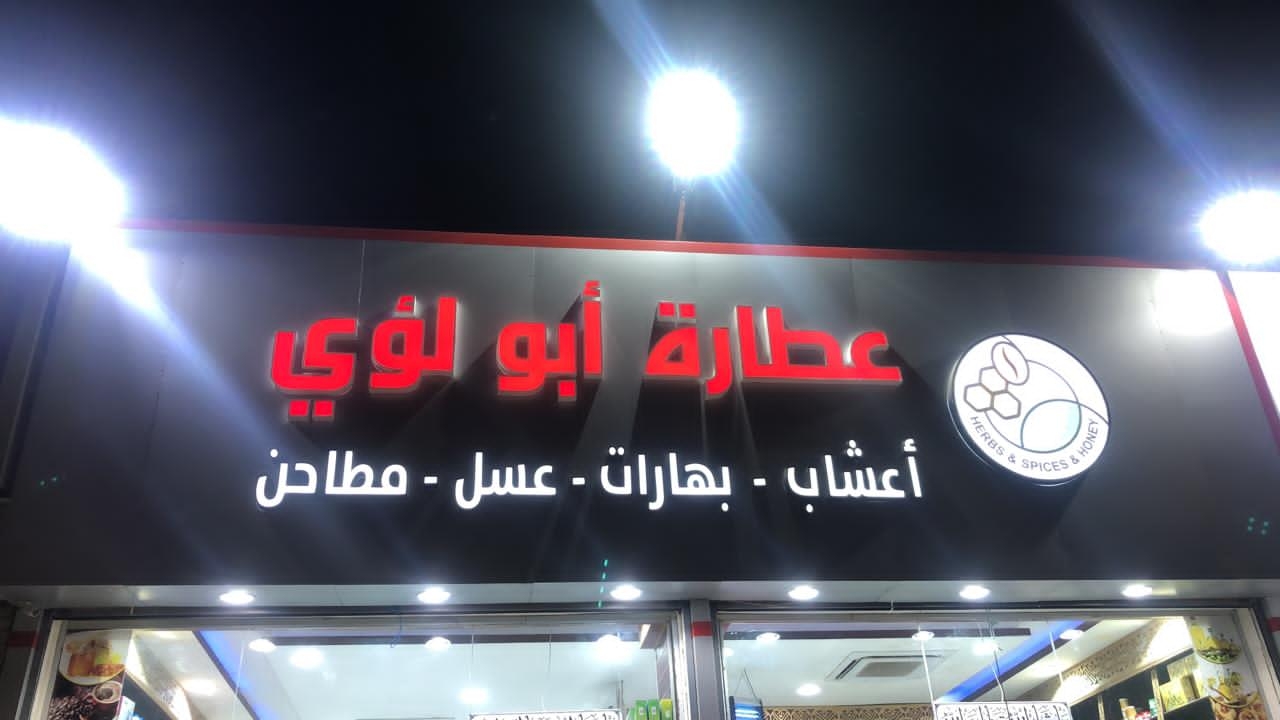 عطارة أبو لؤي
أعشاب - بهارات - عسل - مطاحن
HERBS & SPICES & HONEY